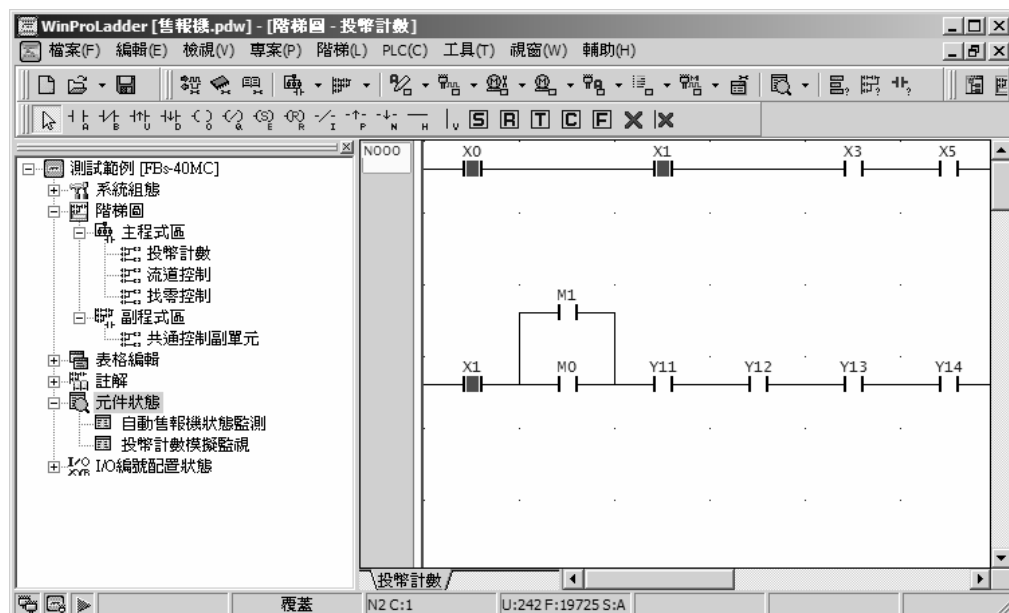 WinProLadder [售報機.pdw] - [階梯圖 - 投幣計數]
檔案(F) 編輯(E) 檢視(V) 專案(P) 階梯(L) PLC(C) 工具(T) 視窗(W) 輔助(H)
A B U D O Q E R I P N H V S R T C F
測試範例 [FBs-40MC]
系統組態
階梯圖
主程式區
投幣計數
流道控制
找零控制
副程式區
共通控制副單元
表格編輯
註解
元件狀態
自動售報機狀態監測
投幣計數模擬監視
I/O編號配置狀態
N000
X0 X1 X3 X5
M1
X1 M0 Y11 Y12 Y13 Y14
投幣計數
覆蓋 N2 C:1 U:242 F:19725 S:A